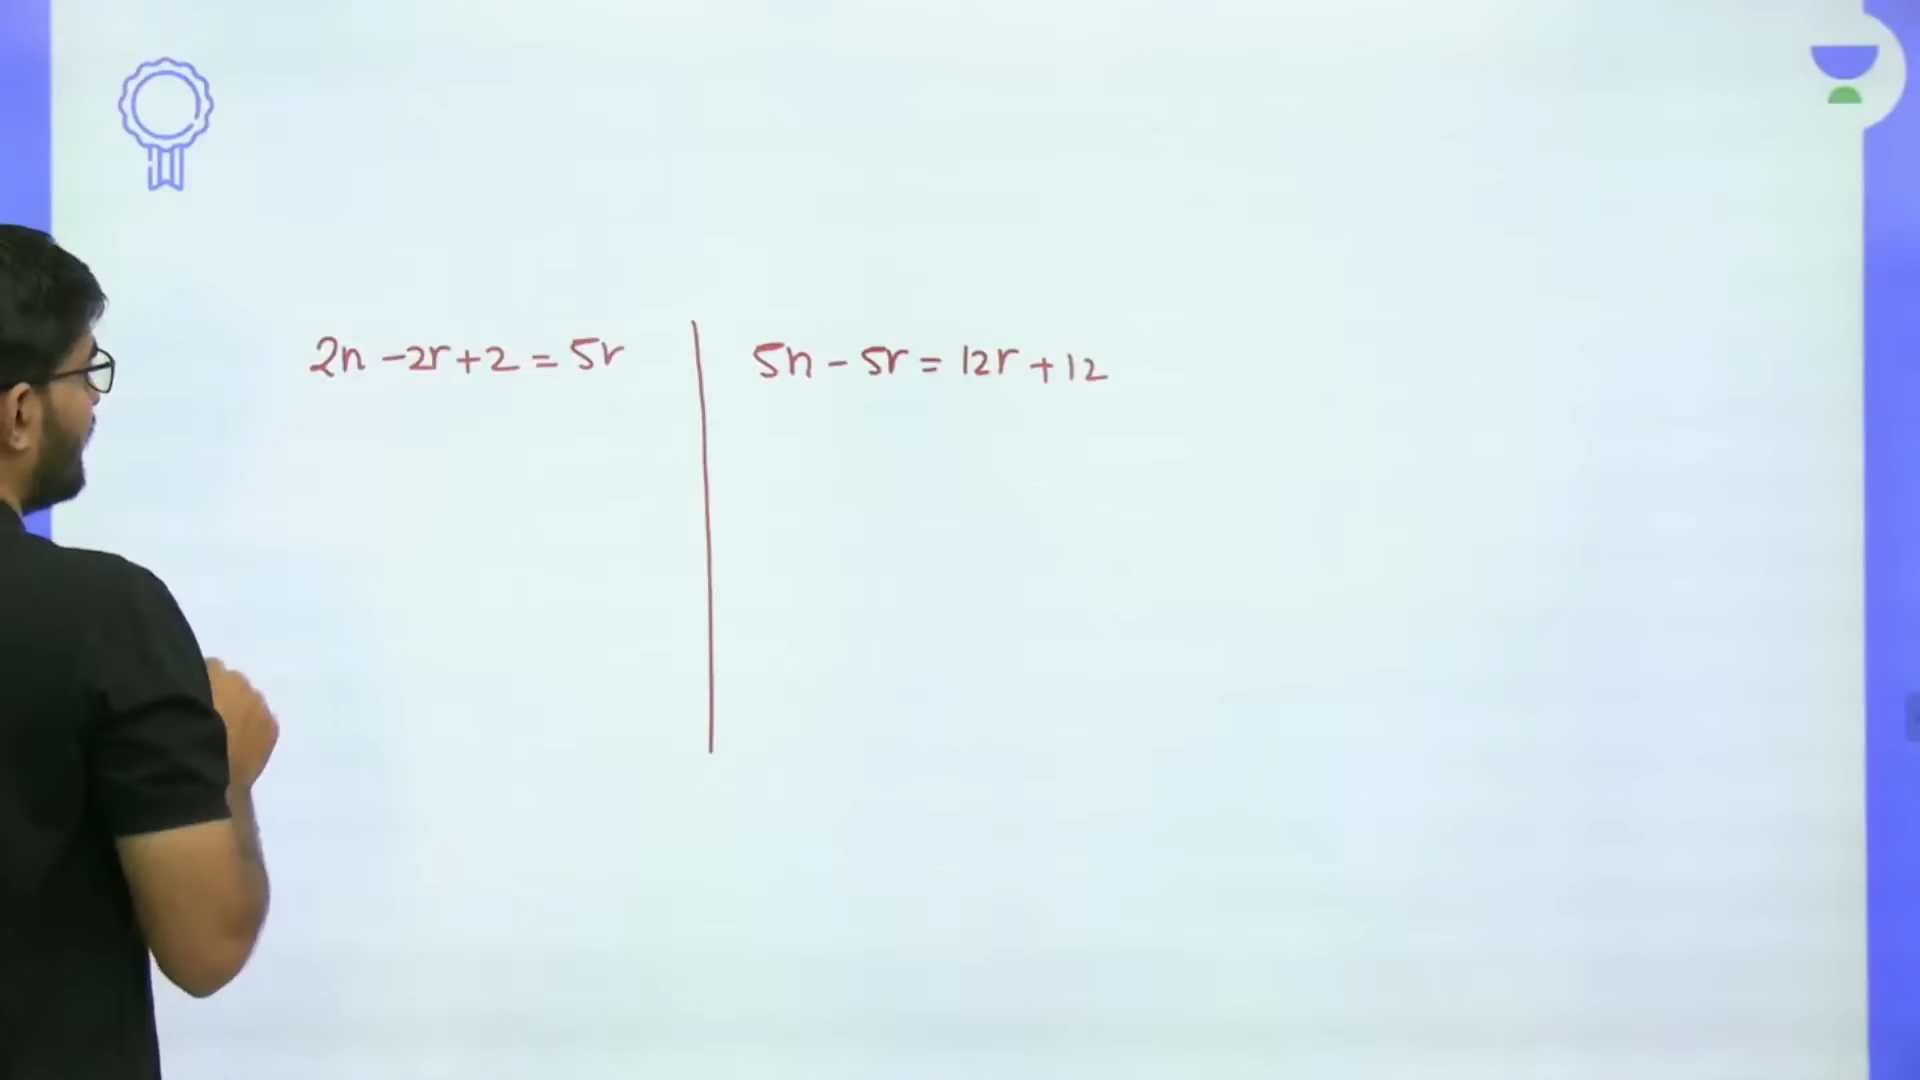 2n - 2r + 2 = 5r
5n - 5r = 12r + 12